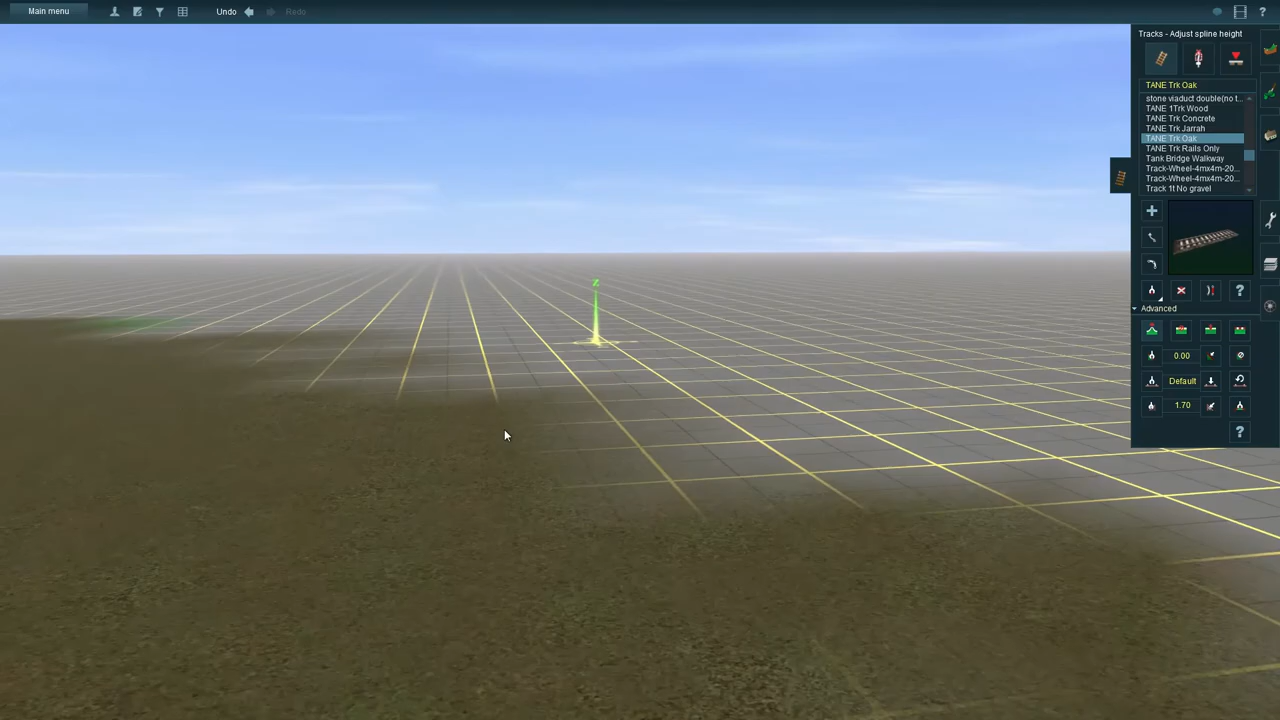 Main menu
Undo
Redo
?
Tracks - Adjust spline height
TANE Trk Oak
stone viaduct double(no t...
TANE 1Trk Wood
TANE Trk Concrete
TANE Trk Jarrah
TANE Trk Oak
TANE Trk Rails Only
Tank Bridge Walkway
Track-Wheel-4mx4m-20...
Track-Wheel-4mx4m-20...
Track 1t No gravel
?
Advanced
0.00
Default
1.70
?